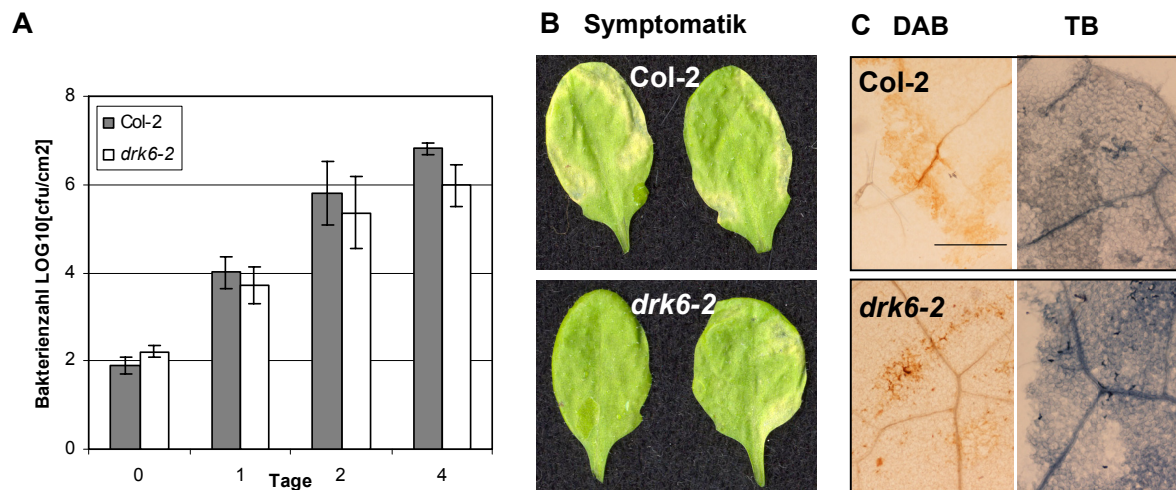 A
8
6
4
2
0
Bakterienzahl LOG10[cfu/cm2]
Col-2
drk6-2
0 1 2 4
Tage
B Symptomatik
Col-2
drk6-2
C DAB TB
Col-2
drk6-2